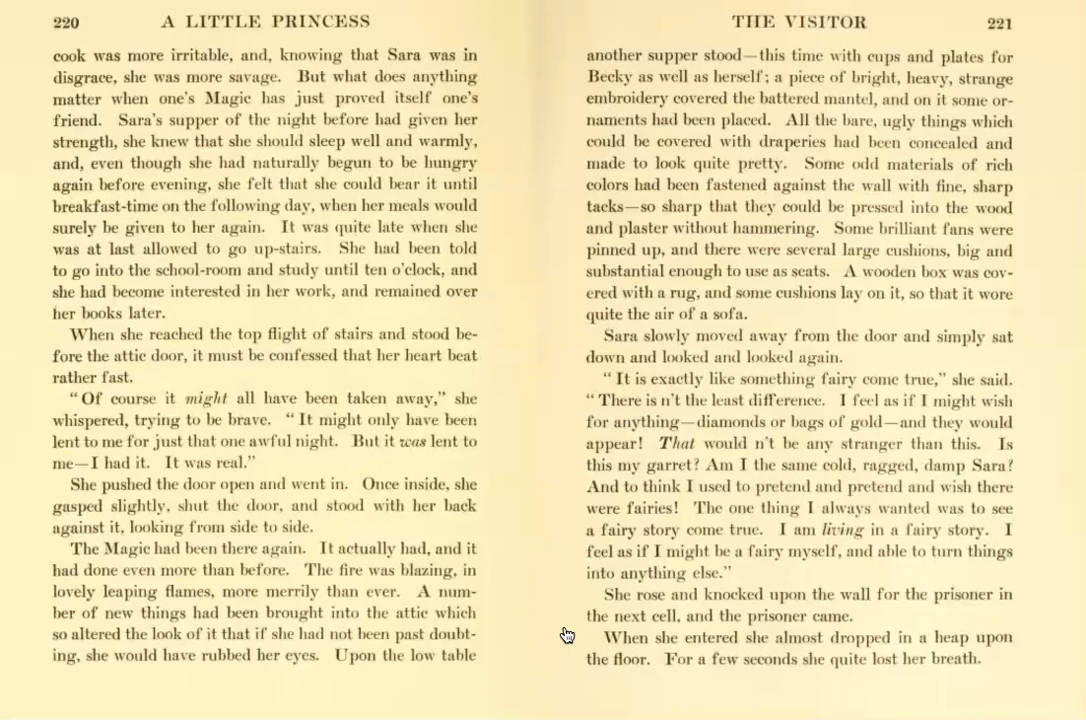 220 A LITTLE PRINCESS
cook was more irritable, and, knowing that Sara was in
disgrace, she was more savage. But what does anything
matter when one's Magic has just proved itself one's
friend. Sara's supper of the night before had given her
strength, she knew that she should sleep well and warmly,
and, even though she had naturally begun to be hungry
again before evening, she felt that she could bear it until
breakfast-time on the following day, when her meals would
surely be given to her again. It was quite late when she
was at last allowed to go up-stairs. She had been told
to go into the school-room and study until ten o'clock, and
she had become interested in her work, and remained over
her books later.
When she reached the top flight of stairs and stood be-
fore the attic door, it must be confessed that her heart beat
rather fast.
"Of course it might all have been taken away," she
whispered, trying to be brave. "It might only have been
lent to me for just that one awful night. But it was lent to
me—I had it. It was real."
She pushed the door open and went in. Once inside, she
gasped slightly, shut the door, and stood with her back
against it, looking from side to side.
The Magic had been there again. It actually had, and it
had done even more than before. The fire was blazing, in
lovely leaping flames, more merrily than ever. A num-
ber of new things had been brought into the attic which
so altered the look of it that if she had not been past doubt-
ing, she would have rubbed her eyes. Upon the low table
THE VISITOR 221
another supper stood—this time with cups and plates for
Becky as well as herself; a piece of bright, heavy, strange
embroidery covered the battered mantel, and on it some or-
naments had been placed. All the bare, ugly things which
could be covered with draperies had been concealed and
made to look quite pretty. Some odd materials of rich
colors had been fastened against the wall with fine, sharp
tacks—so sharp that they could be pressed into the wood
and plaster without hammering. Some brilliant fans were
pinned up, and there were several large cushions, big and
substantial enough to use as seats. A wooden box was cov-
ered with a rug, and some cushions lay on it, so that it wore
quite the air of a sofa.
Sara slowly moved away from the door and simply sat
down and looked and looked again.
"It is exactly like something fairy come true," she said.
"There is n't the least difference. I feel as if I might wish
for anything—diamonds or bags of gold—and they would
appear! That would n't be any stranger than this. Is
this my garret? Am I the same cold, ragged, damp Sara?
And to think I used to pretend and pretend and wish there
were fairies! The one thing I always wanted was to see
a fairy story come true. I am living in a fairy story. I
feel as if I might be a fairy myself, and able to turn things
into anything else."
She rose and knocked upon the wall for the prisoner in
the next cell, and the prisoner came.
When she entered she almost dropped in a heap upon
the floor. For a few seconds she quite lost her breath.